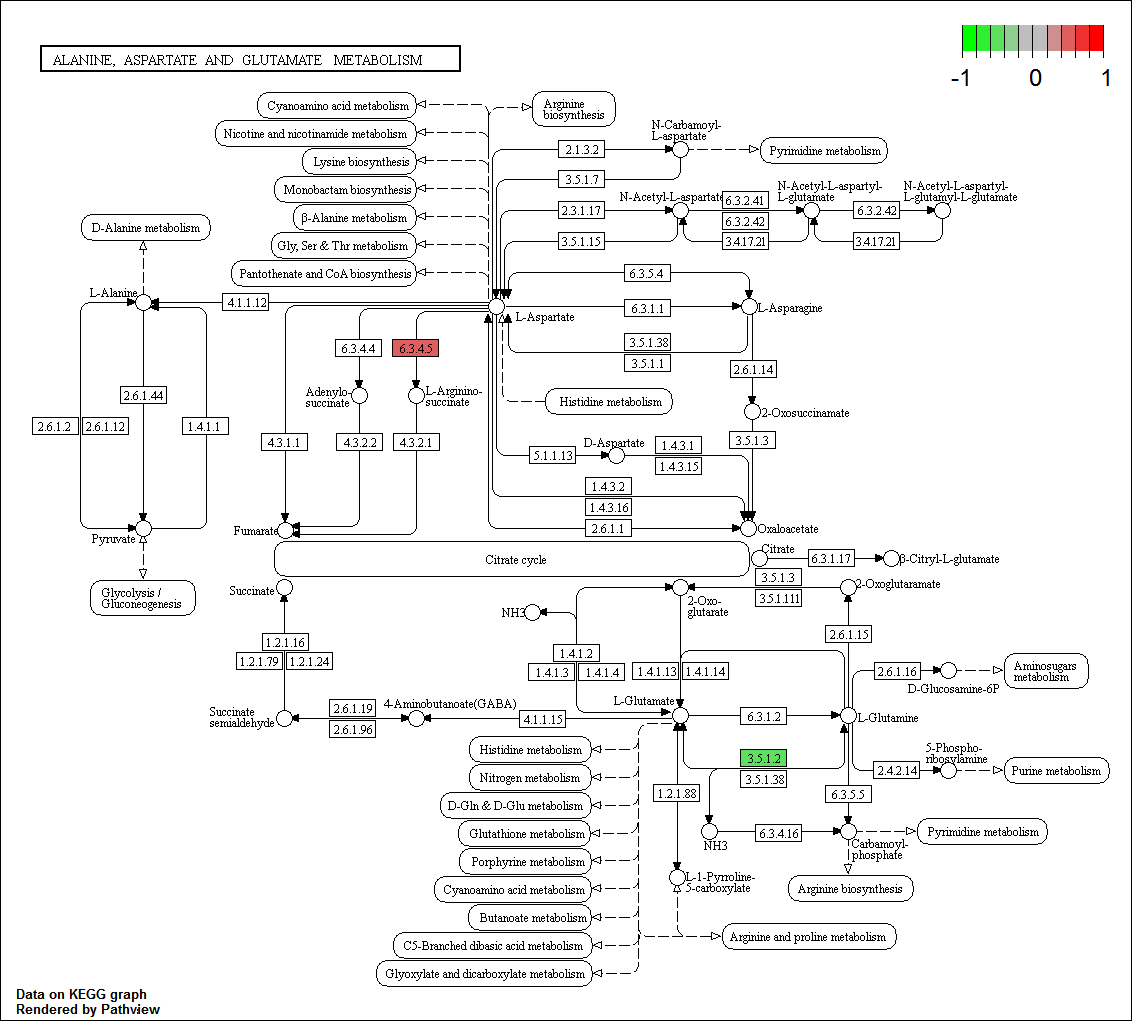 ALANINE, ASPARTATE AND GLUTAMATE METABOLISM
-1
0
1
Cyanoamino acid metabolism
Arginine
biosynthesis
Nicotine and nicotinamide metabolism
N-Carbamoyl-
L-aspartate
2.1.3.2
Pyrimidine metabolism
Lysine biosynthesis
3.5.1.7
Monobactam biosynthesis
N-Acetyl-L-aspartate
6.3.2.41
N-Acetyl-L-aspartyl-
L-glutamate
N-Acetyl-L-aspartyl-
L-glutamyl-L-glutamate
β-Alanine metabolism
2.3.1.17
6.3.2.42
6.3.2.42
D-Alanine metabolism
Gly, Ser & Thr metabolism
3.5.1.15
3.4.17.21
3.4.17.21
Pantothenate and CoA biosynthesis
6.3.5.4
L-Alanine
4.1.1.12
L-Aspartate
6.3.1.1
L-Asparagine
6.3.4.4
6.3.4.5
3.5.1.38
3.5.1.1
2.6.1.14
2.6.1.44
Adenylo-
succinate
L-Arginino-
succinate
Histidine metabolism
2-Oxosuccinamate
2.6.1.2
2.6.1.12
1.4.1.1
4.3.1.1
4.3.2.2
4.3.2.1
D-Aspartate
5.1.1.13
1.4.3.1
1.4.3.15
3.5.1.3
1.4.3.2
1.4.3.16
2.6.1.1
Pyruvate
Fumarate
Oxaloacetate
Citrate cycle
Citrate
6.3.1.17
β-Citryl-L-glutamate
Glycolysis /
Gluconeogenesis
Succinate
3.5.1.3
3.5.1.111
2-Oxoglutaramate
NH3
2-Oxo-
glutarate
1.2.1.16
1.2.1.79
1.2.1.24
1.4.1.2
1.4.1.3
1.4.1.4
1.4.1.13
1.4.1.14
2.6.1.15
2.6.1.16
D-Glucosamine-6P
Aminosugars
metabolism
Succinate
semialdehyde
2.6.1.19
2.6.1.96
4-Aminobutanoate(GABA)
4.1.1.15
L-Glutamate
6.3.1.2
L-Glutamine
Histidine metabolism
3.5.1.2
3.5.1.38
5-Phospho-
ribosylamine
2.4.2.14
Purine metabolism
Nitrogen metabolism
D-Gln & D-Glu metabolism
1.2.1.88
6.3.5.5
Glutathione metabolism
NH3
6.3.4.16
Carbamoyl-
phosphate
Pyrimidine metabolism
Porphyrine metabolism
Cyanoamino acid metabolism
L-1-Pyrroline-
5-carboxylate
Arginine biosynthesis
Butanoate metabolism
C5-Branched dibasic acid metabolism
Arginine and proline metabolism
Glyoxylate and dicarboxylate metabolism
Data on KEGG graph
Rendered by Pathview